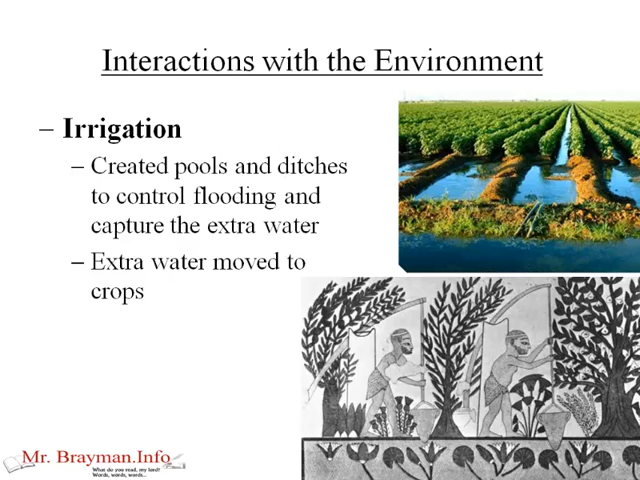 Interactions with the Environment
– Irrigation
– Created pools and ditches
to control flooding and
capture the extra water
– Extra water moved to
crops
Mr. Brayman.Info
What do you read, my lord?
Words, words, words...